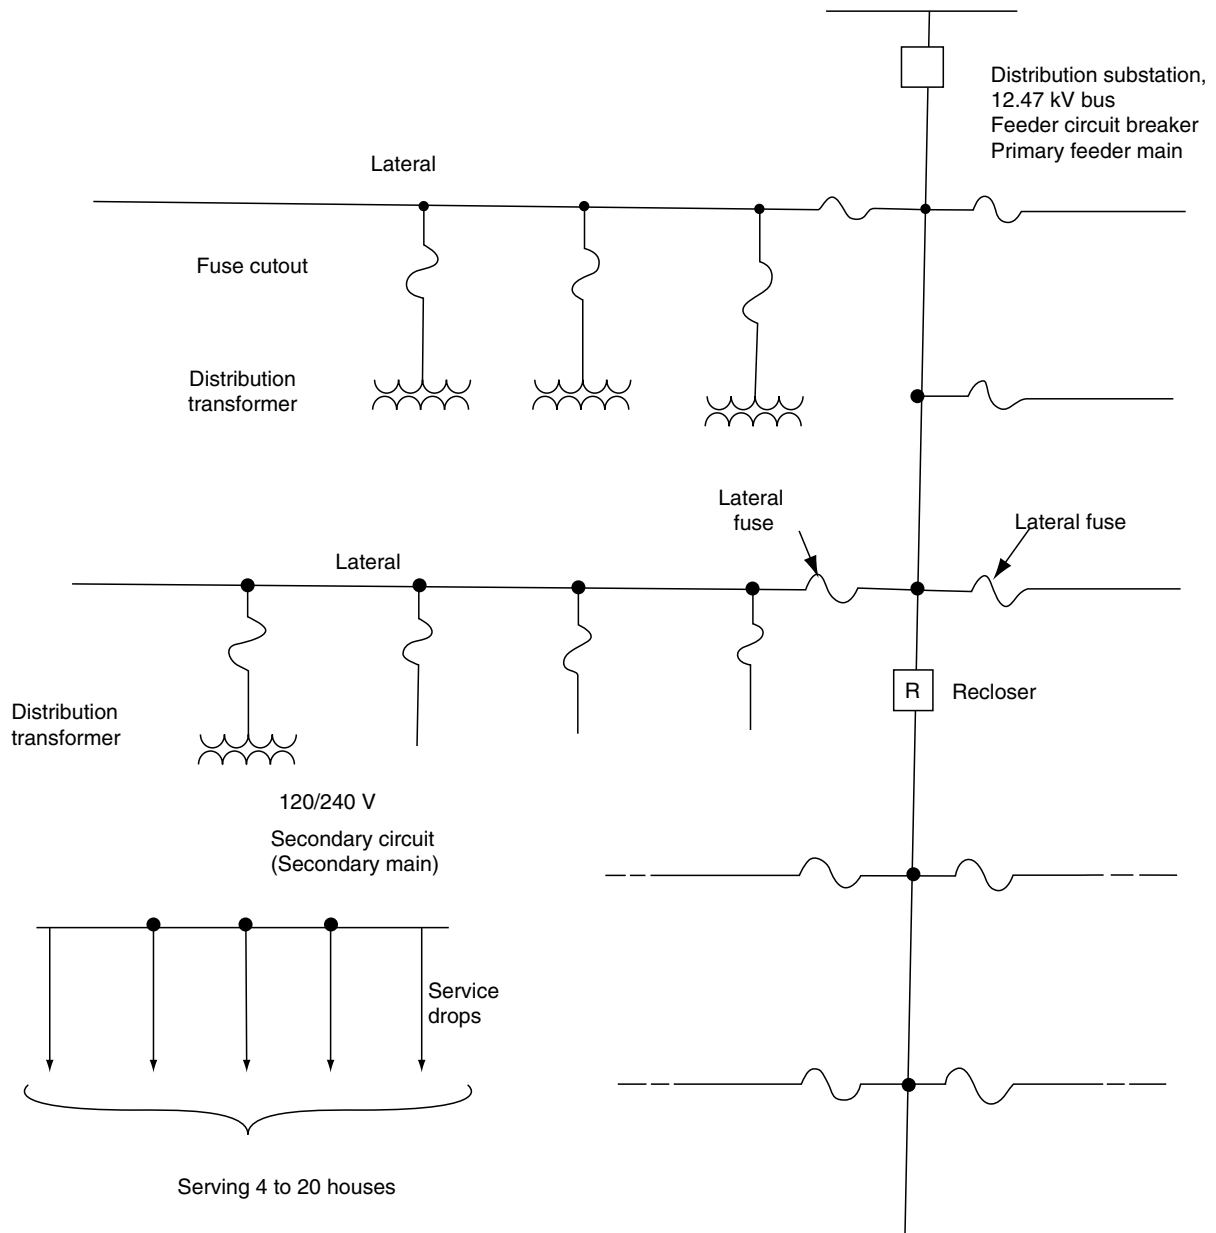 Distribution substation,
12.47 kV bus
Feeder circuit breaker
Primary feeder main
Lateral
Fuse cutout
Distribution
transformer
Lateral
fuse
Lateral fuse
Lateral
R
Recloser
Distribution
transformer
120/240 V
Secondary circuit
(Secondary main)
Service
drops
Serving 4 to 20 houses